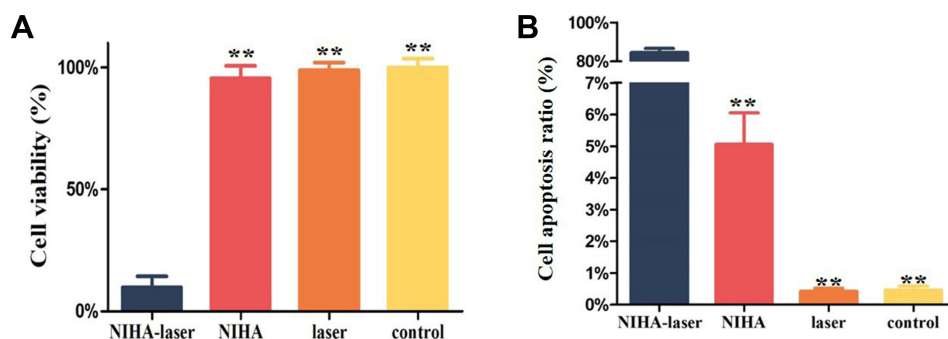 A
Cell viability (%)
100%
50%
0%
** ** **
NIHA-laser NIHA laser control
B
Cell apoptosis ratio (%)
100%
80%
7%
6%
5%
4%
3%
2%
1%
0%
**
** **
NIHA-laser NIHA laser control